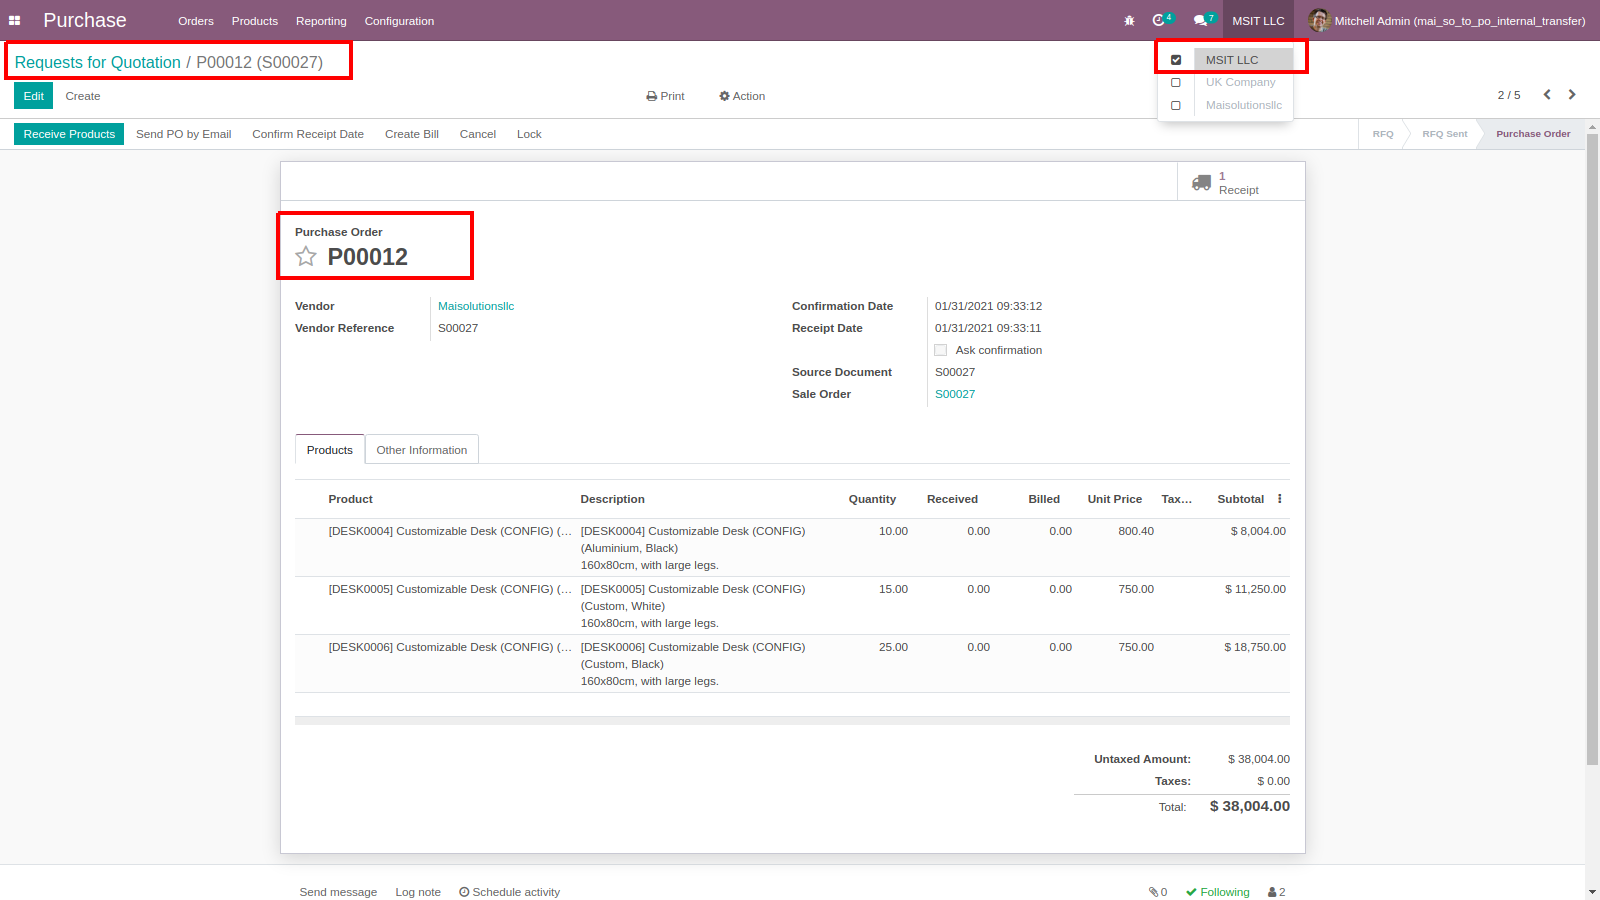 Purchase Orders Products Reporting Configuration 4 7 MSIT LLC Mitchell Admin (mai_so_to_po_internal_transfer)
Requests for Quotation / P00012 (S00027)
MSIT LLC
UK Company
Maisolutionsllc
Edit Create Print Action 2 / 5
Receive Products Send PO by Email Confirm Receipt Date Create Bill Cancel Lock RFQ RFQ Sent Purchase Order
1
Receipt
Purchase Order
P00012
Vendor Maisolutionsllc
Vendor Reference S00027
Confirmation Date 01/31/2021 09:33:12
Receipt Date 01/31/2021 09:33:11
Ask confirmation
Source Document S00027
Sale Order S00027
Products Other Information
Product Description Quantity Received Billed Unit Price Tax... Subtotal
[DESK0004] Customizable Desk (CONFIG) (... [DESK0004] Customizable Desk (CONFIG) 10.00 0.00 0.00 800.40 $ 8,004.00
(Aluminium, Black)
160x80cm, with large legs.
[DESK0005] Customizable Desk (CONFIG) (... [DESK0005] Customizable Desk (CONFIG) 15.00 0.00 0.00 750.00 $ 11,250.00
(Custom, White)
160x80cm, with large legs.
[DESK0006] Customizable Desk (CONFIG) (... [DESK0006] Customizable Desk (CONFIG) 25.00 0.00 0.00 750.00 $ 18,750.00
(Custom, Black)
160x80cm, with large legs.
Untaxed Amount: $ 38,004.00
Taxes: $ 0.00
Total: $ 38,004.00
Send message Log note Schedule activity 0 Following 2